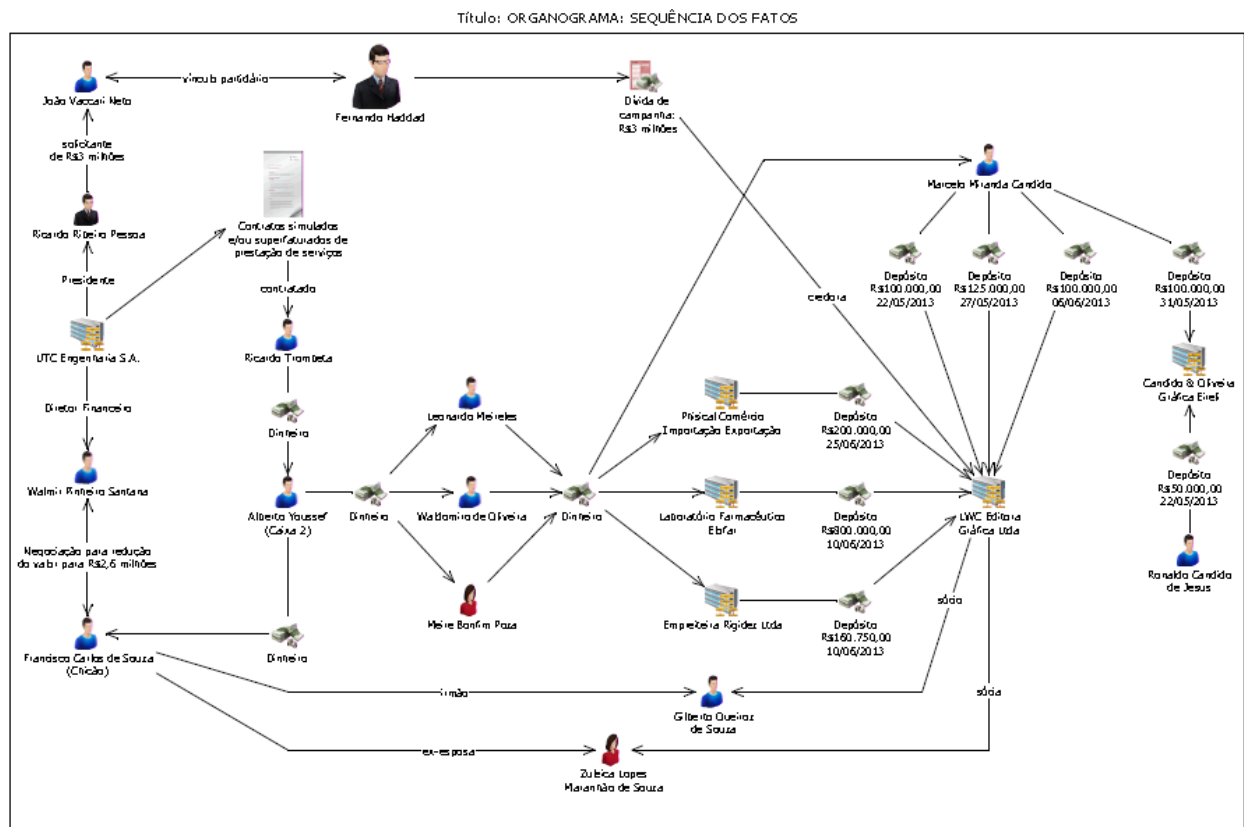 Título: ORGANOGRAMA: SEQUÊNCIA DOS FATOS
João Vaccari Neto
vínculo partidário
Fernando Haddad
Dívida de
campanha:
R$3 milhões
solicitante
de R$3 milhões
Marcelo Miranda Candido
Ricardo Ribeiro Pessoa
Contratos simulados
e/ou superfaturados de
prestação de serviços
Presidente
contratado
Depósito
R$100.000,00
22/05/2013
Depósito
R$125.000,00
27/05/2013
Depósito
R$100.000,00
06/06/2013
Depósito
R$100.000,00
31/05/2013
credora
UTC Engenharia S.A.
Ricardo Trombeta
Candido & Oliveira
Gráfica Eireli
Diretor Financeiro
Dinheiro
Leonardo Meireles
Phisical Comércio
Importação Exportação
Depósito
R$200.000,00
25/06/2013
Walmir Pinheiro Santana
Alberto Youssef
(Caixa 2)
Dinheiro
Waldomiro de Oliveira
Dinheiro
Laboratório Farmacêutico
Ebifar
Depósito
R$800.000,00
10/06/2013
LWC Editora
Gráfica Ltda
Depósito
R$50.000,00
22/05/2013
Negociação para redução
do valor para R$2,6 milhões
Ronaldo Candido
de Jesus
Meire Bonfim Poza
Empreiteira Rigidez Ltda
Depósito
R$160.750,00
10/06/2013
sócio
Francisco Carlos de Souza
(Chicão)
Dinheiro
irmão
sócia
Gilberto Queiroz
de Souza
ex-esposa
Zuleica Lopes
Maranhão de Souza